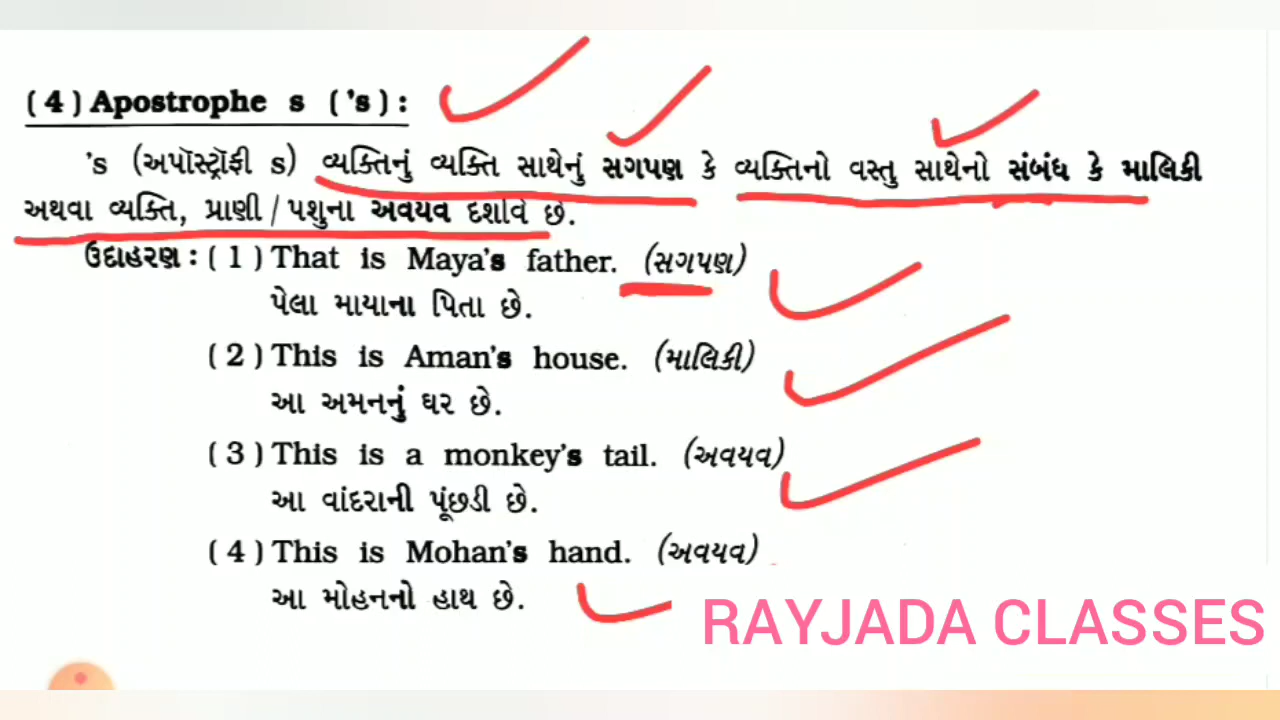 (4) Apostrophe s ('s) :
's (અપૉસ્ટ્રૉફી s) વ્યક્તિનું વ્યક્તિ સાથેનું સગપણ કે વ્યક્તિનો વસ્તુ સાથેનો સંબંધ કે માલિકી
અથવા વ્યક્તિ, પ્રાણી / પશુના અવયવ દર્શાવે છે.
ઉદાહરણ : (1) That is Maya's father. (સગપણ)
પેલા માયાના પિતા છે.
(2) This is Aman's house. (માલિકી)
આ અમનનું ઘર છે.
(3) This is a monkey's tail. (અવયવ)
આ વાંદરાની પૂંછડી છે.
(4) This is Mohan's hand. (અવયવ)
આ મોહનનો હાથ છે.
RAYJADA CLASSES